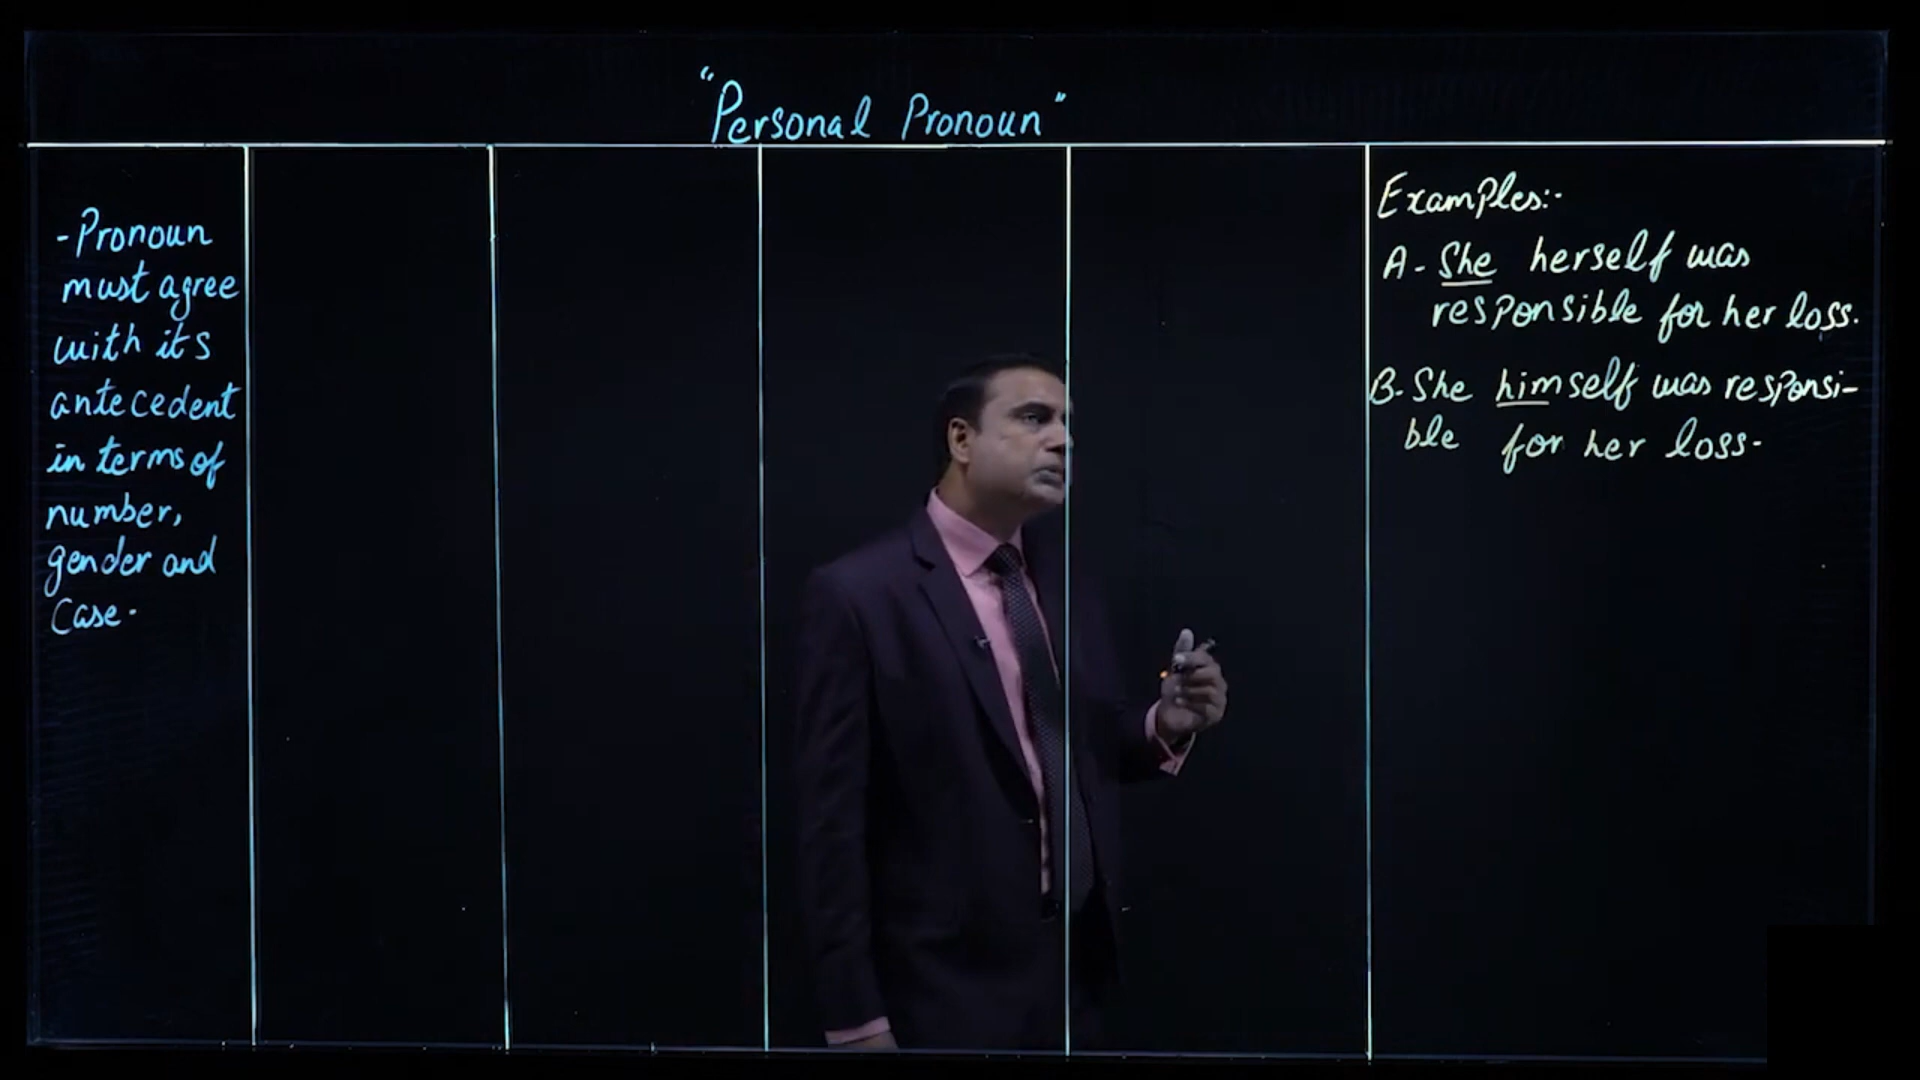 "Personal Pronoun"
- Pronoun
must agree
with its
antecedent
in terms of
number,
gender and
Case.
Examples:-
A- She herself was
responsible for her loss.
B- She himself was responsi-
ble for her loss.